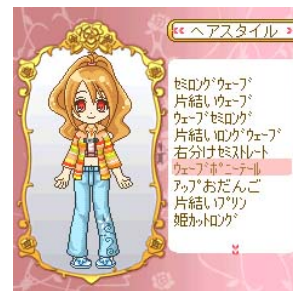 ヘアスタイル
セミロングウェーブ
片結いウェーブ
ウェーブセミロング
片結いロングウェーブ
右分けセミストレート
ウェーブポニーテール
アップおだんご
片結いプリン
姫カットロング